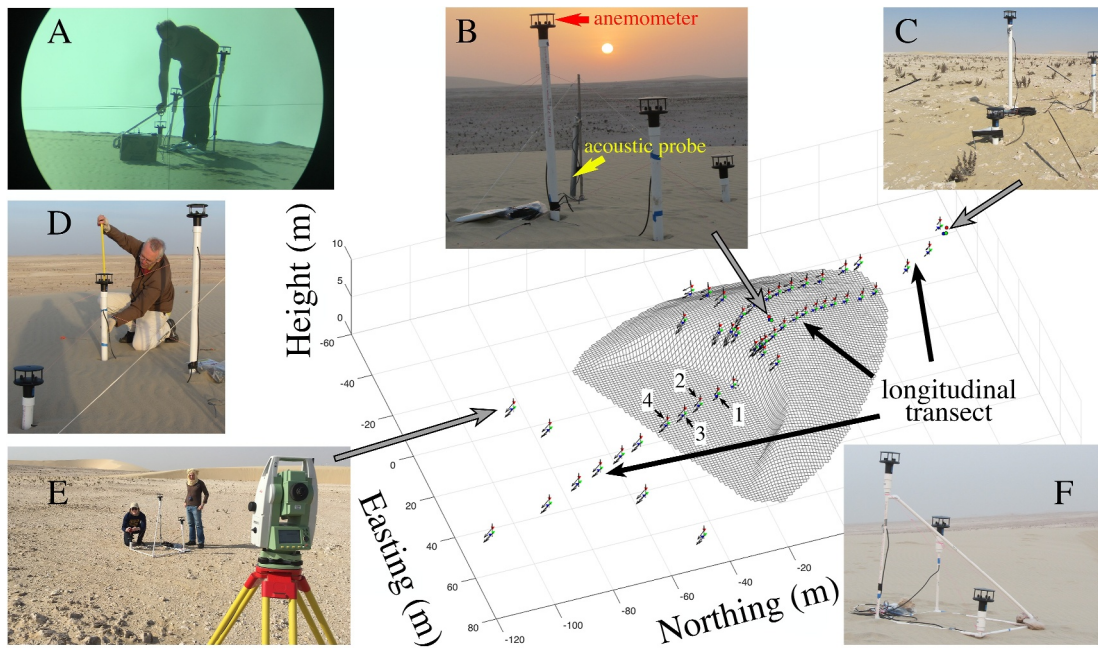 A
B
anemometer
acoustic probe
C
D
Height (m)
10
5
0
-60
-40
-20
0
20
40
60
80
Easting (m)
-120
-100
-80
-60
-40
-20
Northing (m)
2
4
1
3
longitudinal
transect
E
F